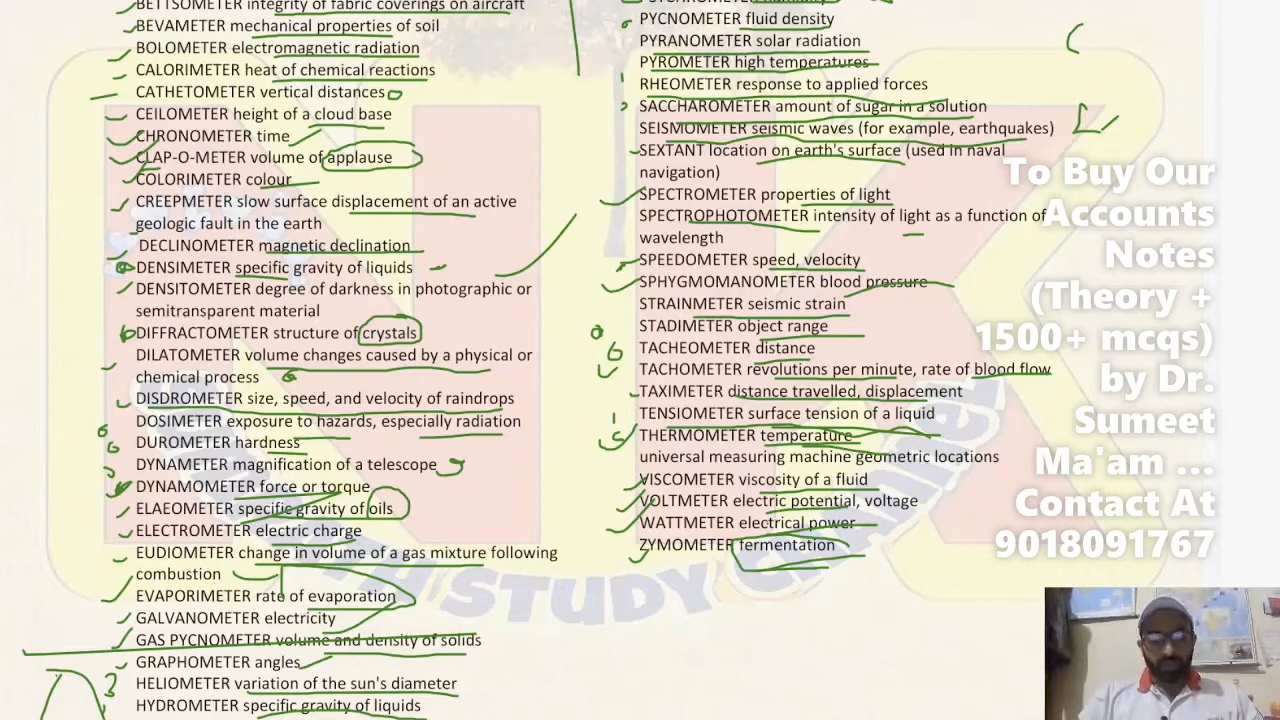 BETTSOMETER integrity of fabric coverings on aircraft
BEVAMETER mechanical properties of soil
BOLOMETER electromagnetic radiation
CALORIMETER heat of chemical reactions
CATHETOMETER vertical distances
CEILOMETER height of a cloud base
CHRONOMETER time
CLAP-O-METER volume of applause
COLORIMETER colour
CREEPMETER slow surface displacement of an active
geologic fault in the earth
DECLINOMETER magnetic declination
DENSIMETER specific gravity of liquids
DENSITOMETER degree of darkness in photographic or
semitransparent material
DIFFRACTOMETER structure of crystals
DILATOMETER volume changes caused by a physical or
chemical process
DISDROMETER size, speed, and velocity of raindrops
DOSIMETER exposure to hazards, especially radiation
DUROMETER hardness
DYNAMETER magnification of a telescope
DYNAMOMETER force or torque
ELAEOMETER specific gravity of oils
ELECTROMETER electric charge
EUDIOMETER change in volume of a gas mixture following
combustion
EVAPORIMETER rate of evaporation
GALVANOMETER electricity
GAS PYCNOMETER volume and density of solids
GRAPHOMETER angles
HELIOMETER variation of the sun's diameter
HYDROMETER specific gravity of liquids
PYCNOMETER fluid density
PYRANOMETER solar radiation
PYROMETER high temperatures
RHEOMETER response to applied forces
SACCHAROMETER amount of sugar in a solution
SEISMOMETER seismic waves (for example, earthquakes)
SEXTANT location on earth's surface (used in naval
navigation)
SPECTROMETER properties of light
SPECTROPHOTOMETER intensity of light as a function of
wavelength
SPEEDOMETER speed, velocity
SPHYGMOMANOMETER blood pressure
STRAINMETER seismic strain
STADIMETER object range
TACHEOMETER distance
TACHOMETER revolutions per minute, rate of blood flow
TAXIMETER distance travelled, displacement
TENSIOMETER surface tension of a liquid
THERMOMETER temperature
universal measuring machine geometric locations
VISCOMETER viscosity of a fluid
VOLTMETER electric potential, voltage
WATTMETER electrical power
ZYMOMETER fermentation
To Buy Our
Accounts
Notes
(Theory +
1500+ mcqs)
by Dr.
Sumeet
Ma'am ...
Contact At
9018091767
STUDY